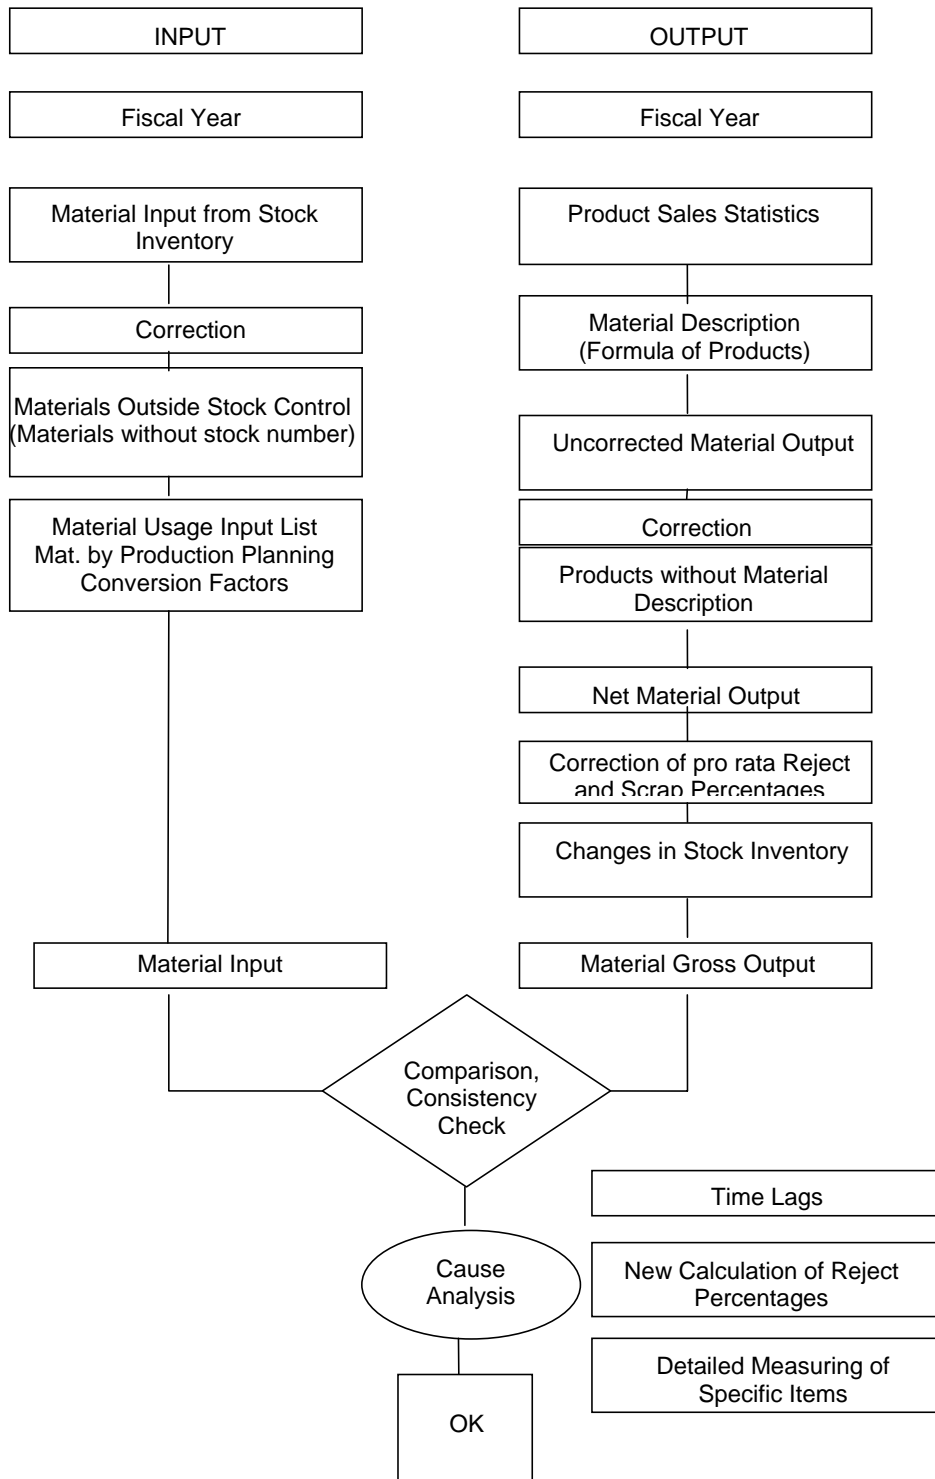 INPUT
OUTPUT
Fiscal Year
Fiscal Year
Material Input from Stock
Inventory
Product Sales Statistics
Correction
Material Description
(Formula of Products)
Materials Outside Stock Control
(Materials without stock number)
Uncorrected Material Output
Material Usage Input List
Mat. by Production Planning
Conversion Factors
Correction
Products without Material
Description
Net Material Output
Correction of pro rata Reject
and Scrap Percentages
Changes in Stock Inventory
Material Input
Material Gross Output
Comparison,
Consistency
Check
Time Lags
Cause
Analysis
New Calculation of Reject
Percentages
Detailed Measuring of
Specific Items
OK